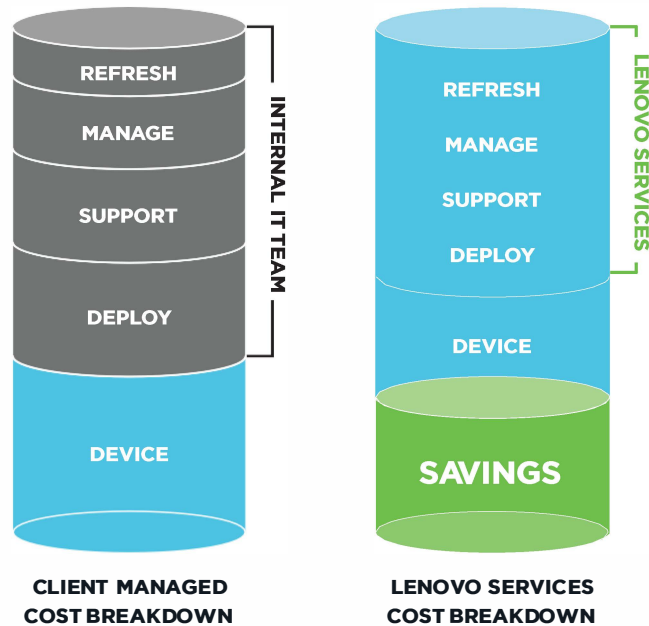 REFRESH
MANAGE
SUPPORT
DEPLOY
DEVICE
INTERNAL IT TEAM
CLIENT MANAGED
COST BREAKDOWN
REFRESH
MANAGE
SUPPORT
DEPLOY
DEVICE
SAVINGS
LENOVO SERVICES
LENOVO SERVICES
COST BREAKDOWN